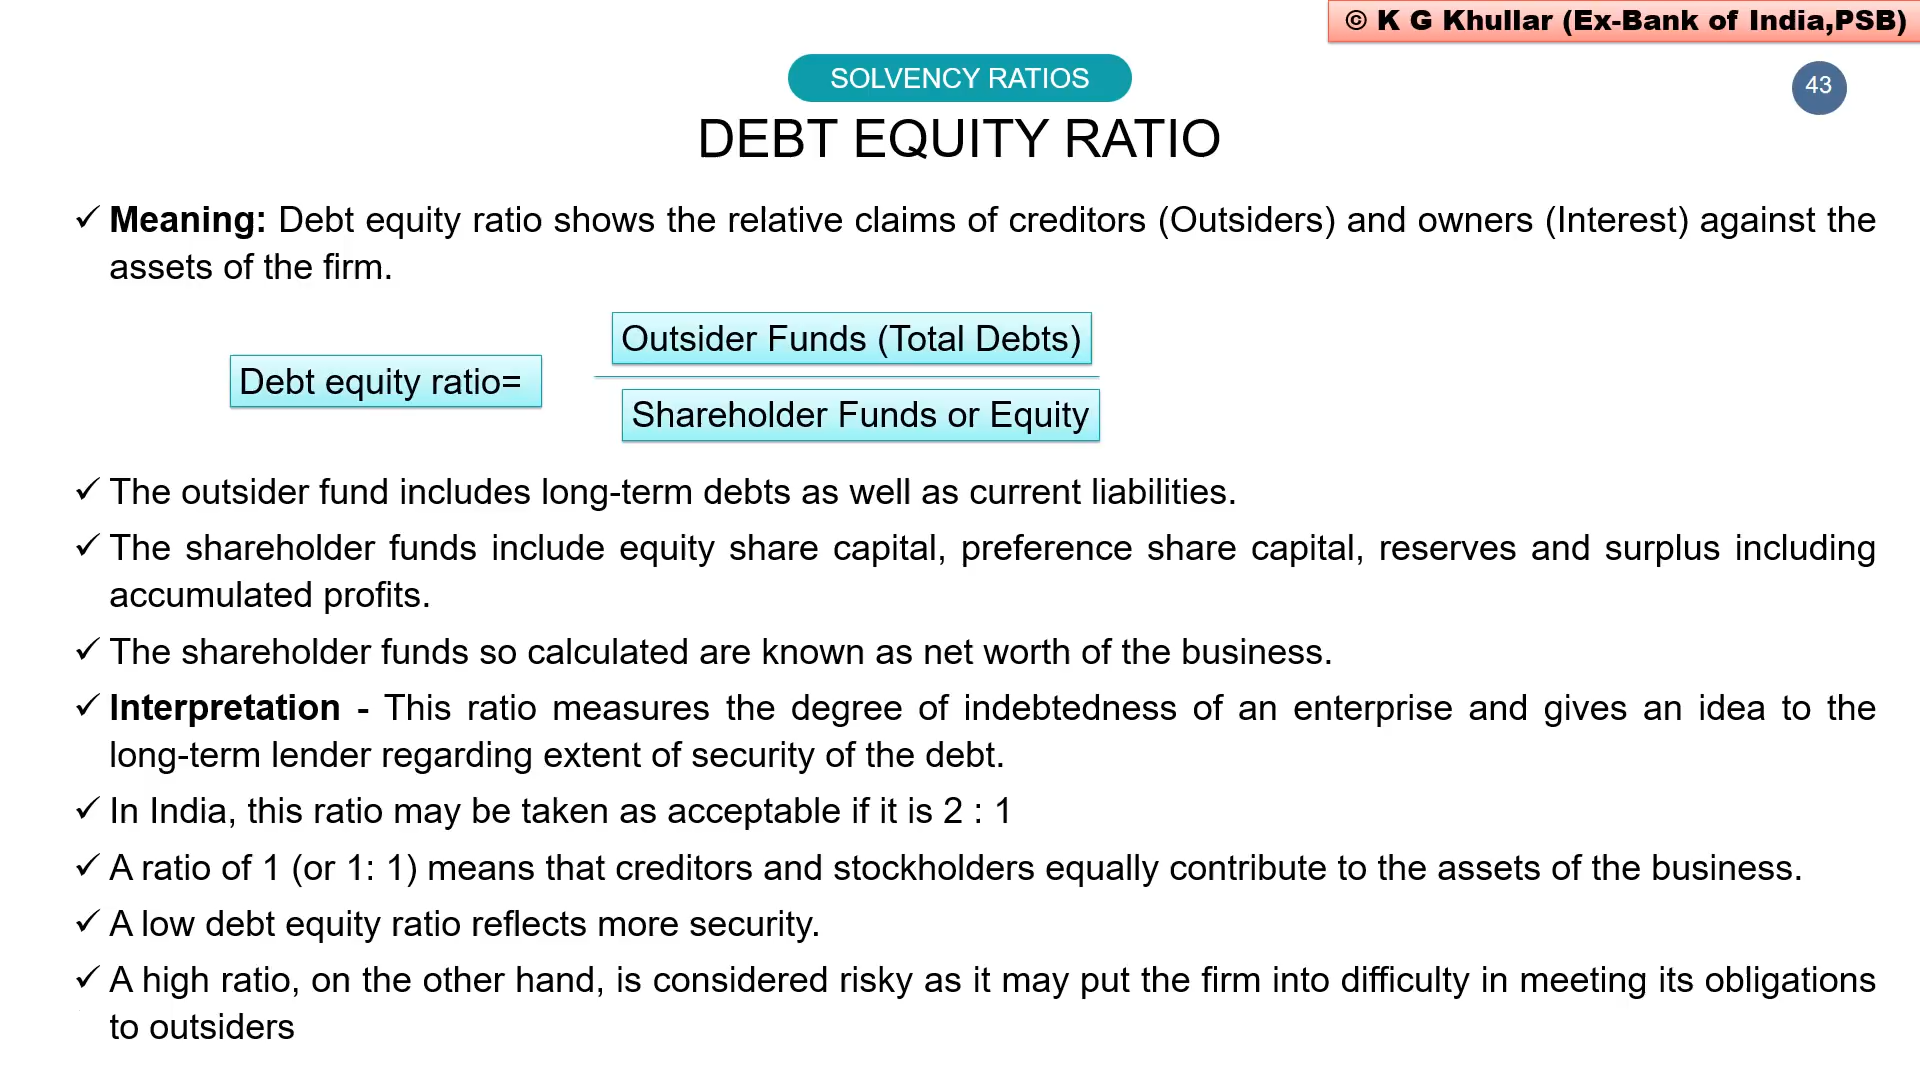 © K G Khullar (Ex-Bank of India,PSB)
SOLVENCY RATIOS
43
DEBT EQUITY RATIO
✓ Meaning: Debt equity ratio shows the relative claims of creditors (Outsiders) and owners (Interest) against the
assets of the firm.
Outsider Funds (Total Debts)
Debt equity ratio=
Shareholder Funds or Equity
✓ The outsider fund includes long-term debts as well as current liabilities.
✓ The shareholder funds include equity share capital, preference share capital, reserves and surplus including
accumulated profits.
✓ The shareholder funds so calculated are known as net worth of the business.
✓ Interpretation - This ratio measures the degree of indebtedness of an enterprise and gives an idea to the
long-term lender regarding extent of security of the debt.
✓ In India, this ratio may be taken as acceptable if it is 2 : 1
✓ A ratio of 1 (or 1: 1) means that creditors and stockholders equally contribute to the assets of the business.
✓ A low debt equity ratio reflects more security.
✓ A high ratio, on the other hand, is considered risky as it may put the firm into difficulty in meeting its obligations
to outsiders